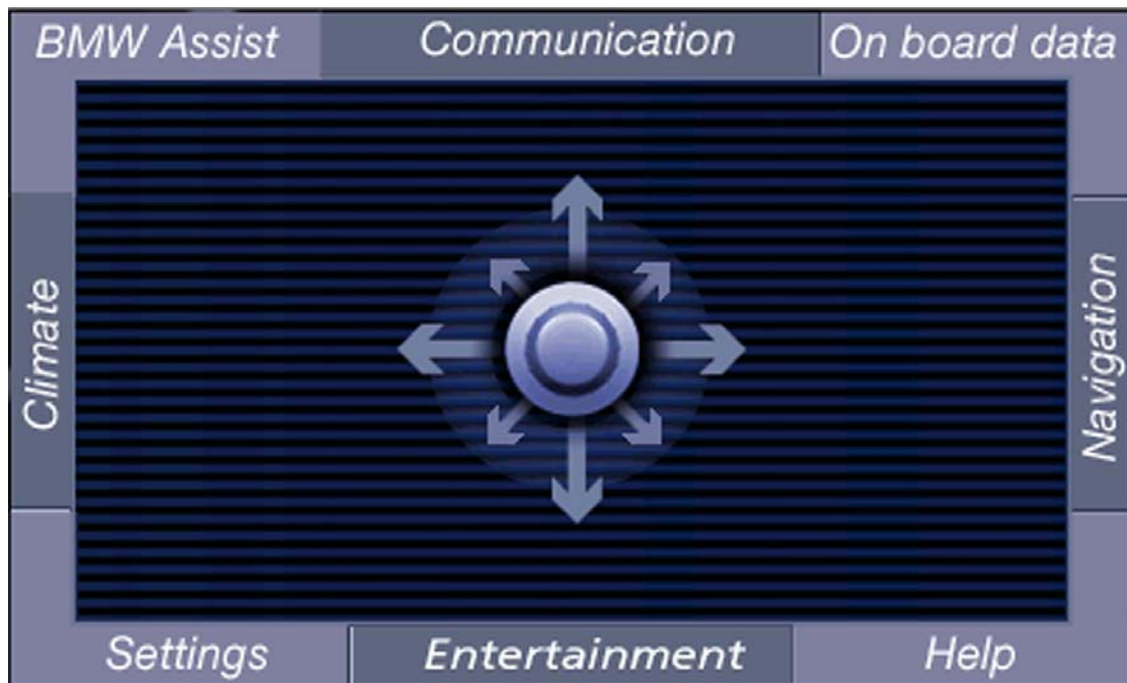 BMW Assist
Communication
On board data
Climate
Navigation
Settings
Entertainment
Help